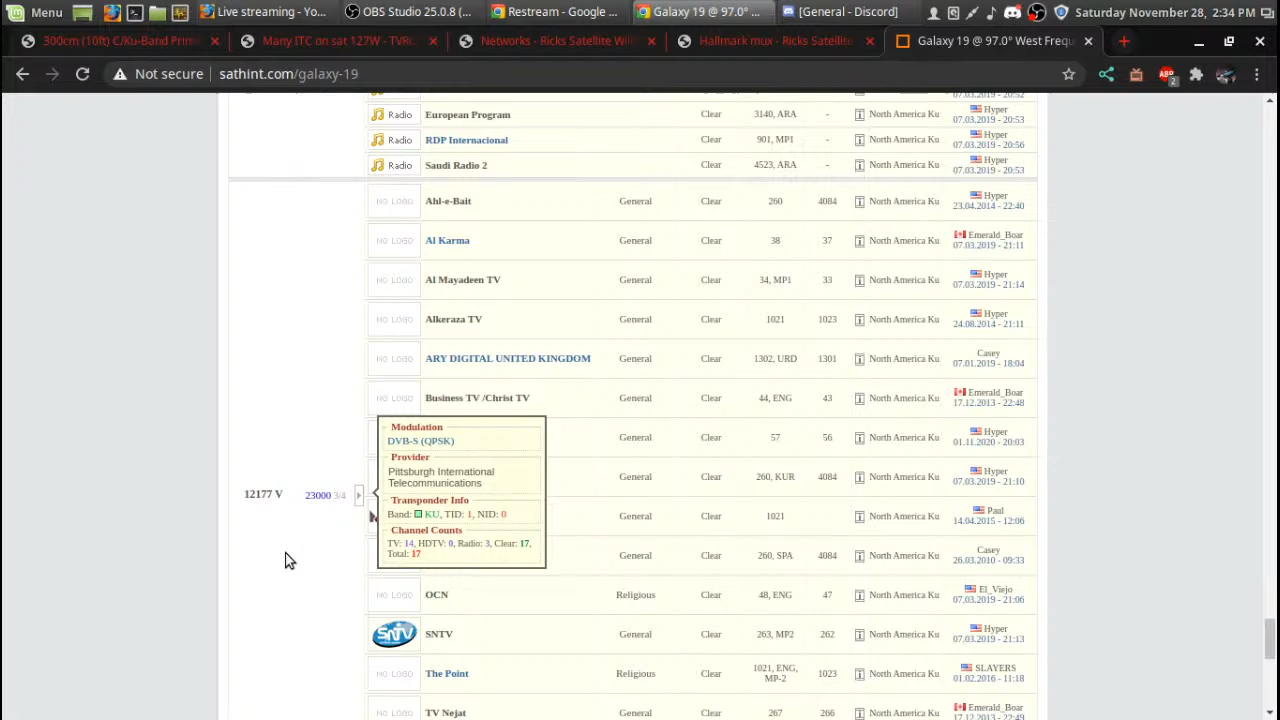 Menu
Live streaming - Yo...
OBS Studio 25.0.8 (...
Restream - Google ...
Galaxy 19 @ 97.0° ...
[General - Discord]
Saturday November 28, 2:34 PM
300cm (10ft) C/Ku-Band Prime
Many ITC on sat 127W - TVRO
Networks - Ricks Satellite Wil
Hallmark mux - Ricks Satellite
Galaxy 19 @ 97.0° West Frequ
Not secure sathint.com/galaxy-19
ABP 2
07.03.2019 - 20:52
Radio European Program Clear 3140, ARA - North America Ku Hyper
07.03.2019 - 20:53
Radio RDP Internacional Clear 901, MP1 - North America Ku Hyper
07.03.2019 - 20:56
Radio Saudi Radio 2 Clear 4523, ARA - North America Ku Hyper
07.03.2019 - 20:53
NO LOGO Ahl-e-Bait General Clear 260 4084 North America Ku Hyper
23.04.2014 - 22:40
NO LOGO Al Karma General Clear 38 37 North America Ku Emerald_Boar
07.03.2019 - 21:11
NO LOGO Al Mayadeen TV General Clear 34, MP1 33 North America Ku Hyper
07.03.2019 - 21:14
NO LOGO Alkeraza TV General Clear 1021 1023 North America Ku Hyper
24.08.2014 - 21:11
NO LOGO ARY DIGITAL UNITED KINGDOM General Clear 1302, URD 1301 North America Ku Casey
07.01.2019 - 18:04
NO LOGO Business TV /Christ TV General Clear 44, ENG 43 North America Ku Emerald_Boar
17.12.2013 - 22:48
General Clear 57 56 North America Ku Hyper
01.11.2020 - 20:03
General Clear 260, KUR 4084 North America Ku Hyper
07.03.2019 - 21:10
12177 V 23000 3/4
Modulation
DVB-S (QPSK)
Provider
Pittsburgh International
Telecommunications
Transponder Info
Band: KU, TID: 1, NID: 0
Channel Counts
TV: 14, HDTV: 0, Radio: 3, Clear: 17,
Total: 17
General Clear 1021 North America Ku Paul
14.04.2015 - 12:06
General Clear 260, SPA 4084 North America Ku Casey
26.03.2010 - 09:33
NO LOGO OCN Religious Clear 48, ENG 47 North America Ku El_Viejo
07.03.2019 - 21:06
SNTV SNTV General Clear 263, MP2 262 North America Ku Hyper
07.03.2019 - 21:13
NO LOGO The Point Religious Clear 1021, ENG, 1023 North America Ku SLAYERS
MP-2 01.02.2016 - 11:18
NO LOGO TV Nejat General Clear 267 266 North America Ku Emerald_Boar
17.12.2013 - 22:49